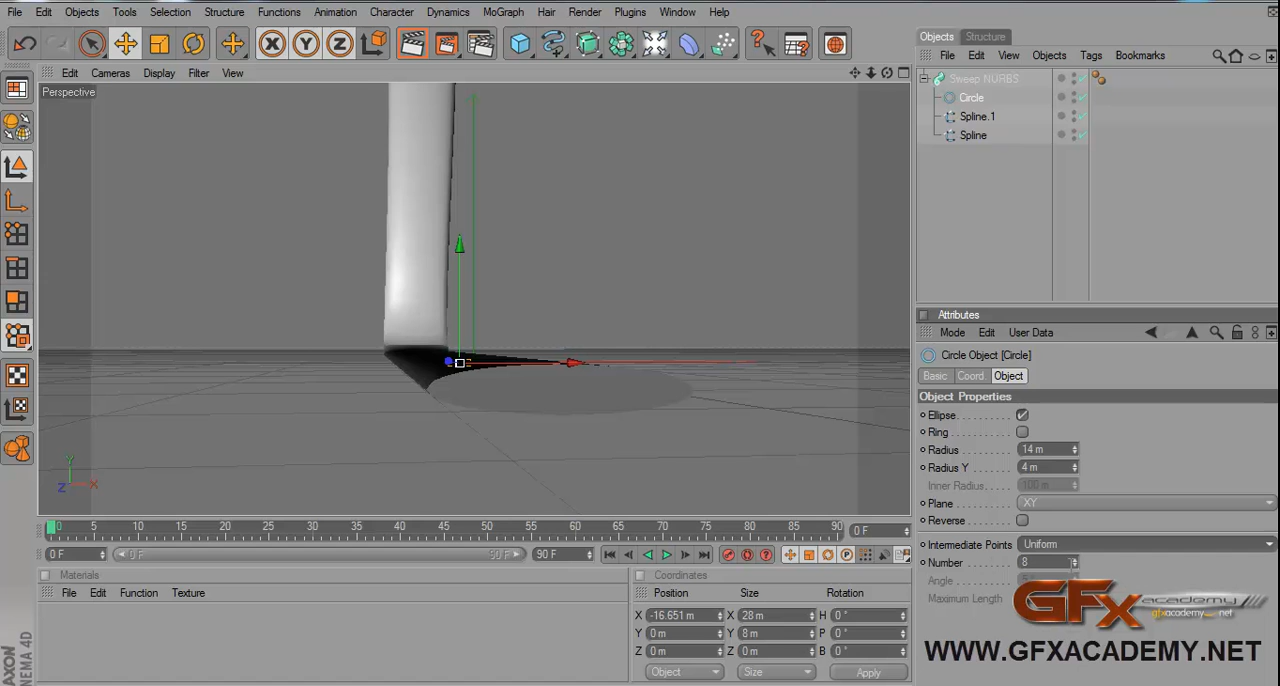 File Edit Objects Tools Selection Structure Functions Animation Character Dynamics MoGraph Hair Render Plugins Window Help
X Y Z
Objects Structure
File Edit View Objects Tags Bookmarks
Edit Cameras Display Filter View
Perspective
Sweep NURBS
Circle
Spline.1
Spline
Attributes
Mode Edit User Data
Circle Object [Circle]
Basic Coord. Object
Object Properties
Ellipse
Ring
Radius 14 m
Radius Y 4 m
Inner Radius 100 m
Plane XY
Reverse
Intermediate Points Uniform
Number 8
Angle
Maximum Length
Y
Z X
0 5 10 15 20 25 30 35 40 45 50 55 60 65 70 75 80 85 90 0 F
0 F 0 F 90 F 90 F
Materials
File Edit Function Texture
Coordinates
Position Size Rotation
X -16.651 m X 28 m H 0 °
Y 0 m Y 8 m P 0 °
Z 0 m Z 0 m B 0 °
Object Size Apply
GFx academy
gfxacademy.net
WWW.GFXACADEMY.NET